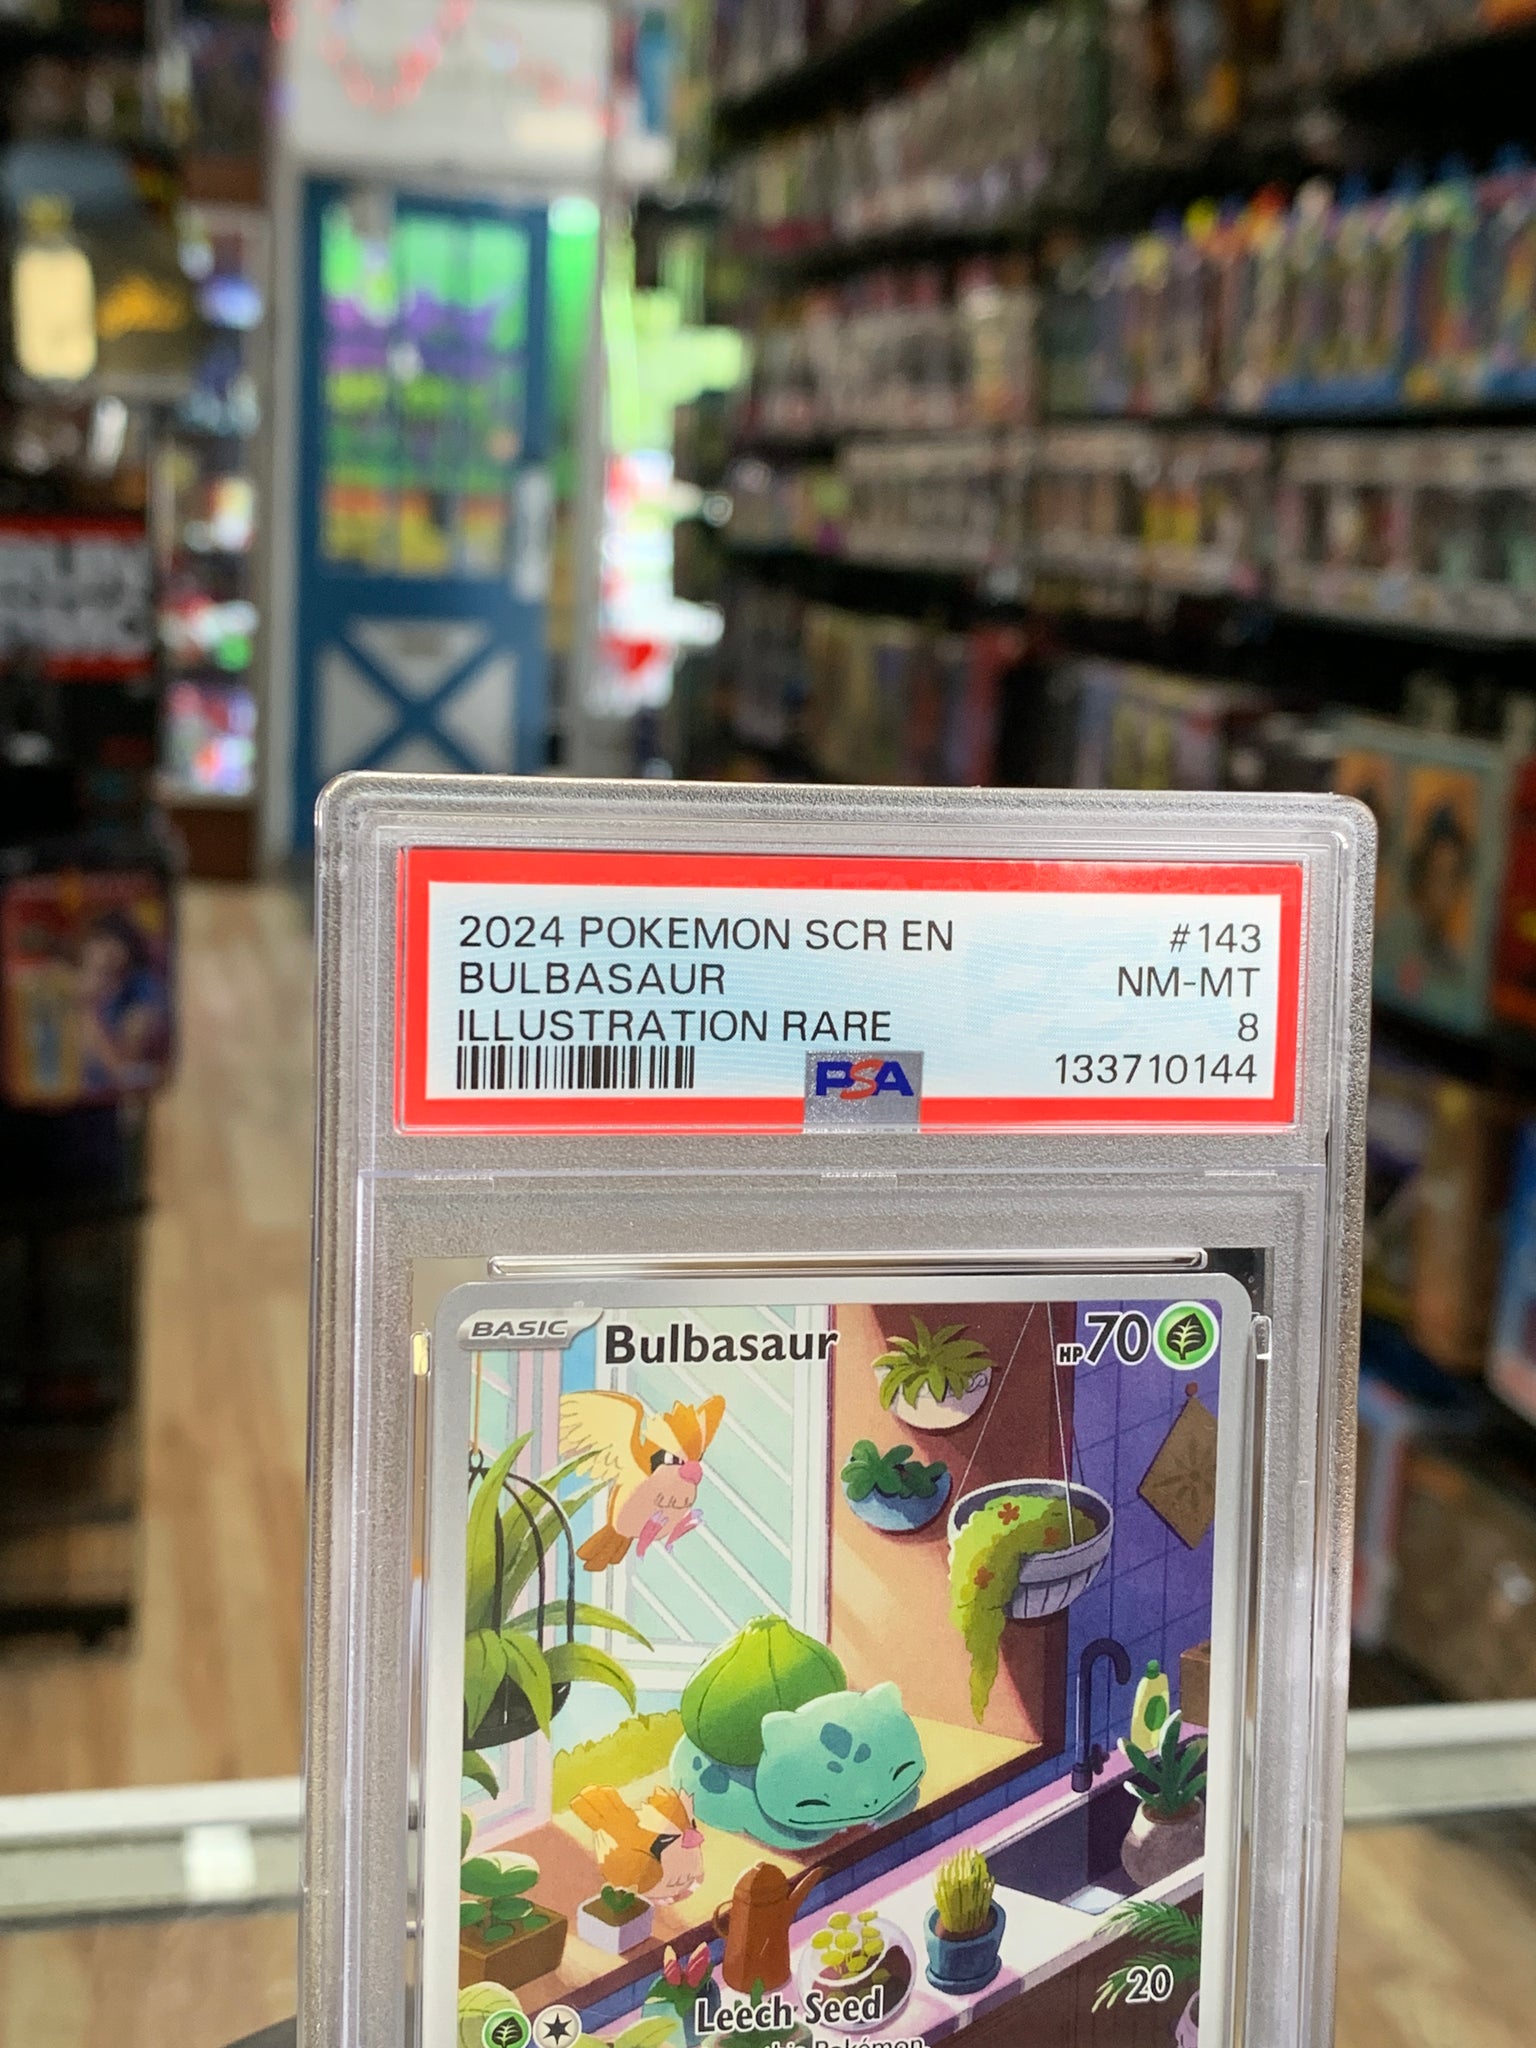 2024 POKEMON SCR EN #143
BULBASAUR NM-MT
ILLUSTRATION RARE 8
PSA 133710144
BASIC Bulbasaur HP70
Leech Seed 20
Pokémon